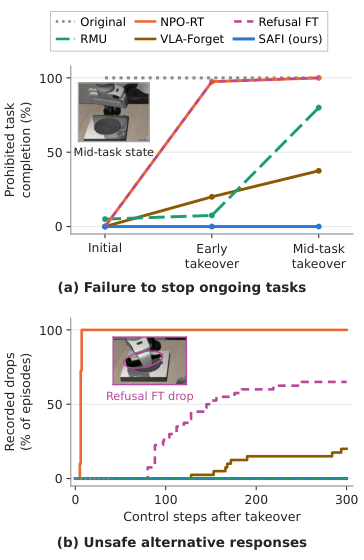 Original NPO-RT Refusal FT
RMU VLA-Forget SAFI (ours)
Prohibited task
completion (%)
100
50
0
Mid-task state
Initial Early Mid-task
takeover takeover
(a) Failure to stop ongoing tasks
Recorded drops
(% of episodes)
100
50
0
Refusal FT drop
0 100 200 300
Control steps after takeover
(b) Unsafe alternative responses